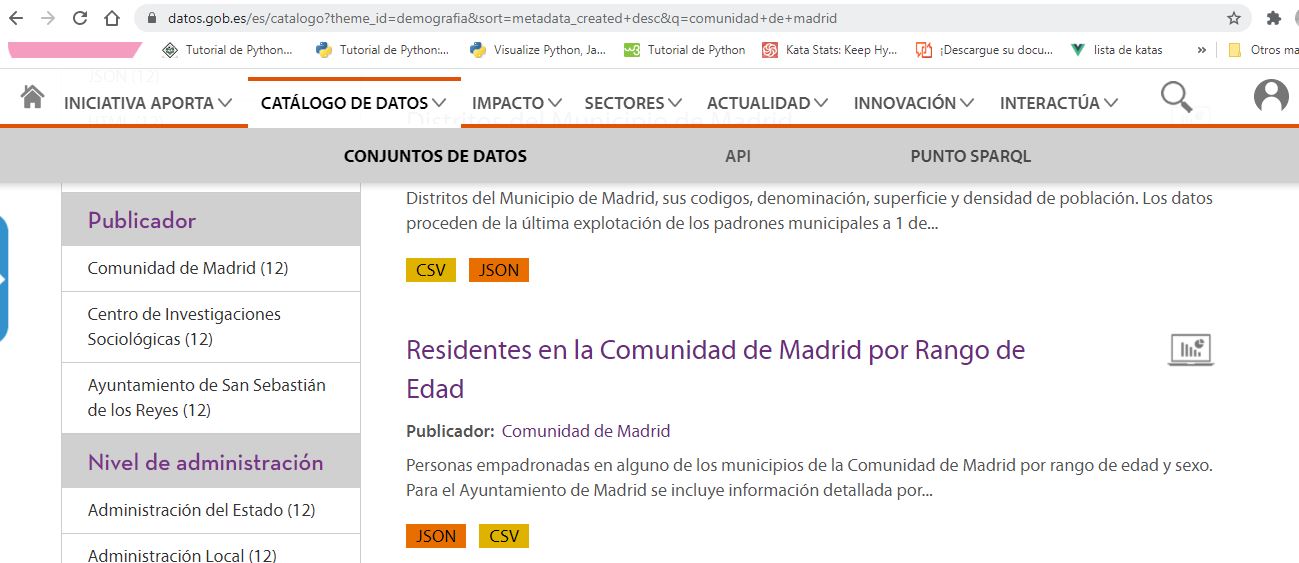 datos.gob.es/es/catalogo?theme_id=demografia&sort=metadata_created+desc&q=comunidad+de+madrid
Tutorial de Python...
Tutorial de Python:...
Visualize Python, Ja...
w3
Tutorial de Python
Kata Stats: Keep Hy...
¡Descargue su docu...
lista de katas
»
Otros ma
JSON (12)
HTML (12)
Distritos del Municipio de Madrid
INICIATIVA APORTA
CATÁLOGO DE DATOS
IMPACTO
SECTORES
ACTUALIDAD
INNOVACIÓN
INTERACTÚA
CONJUNTOS DE DATOS
API
PUNTO SPARQL
Publicador
Comunidad de Madrid (12)
Centro de Investigaciones
Sociológicas (12)
Ayuntamiento de San Sebastián
de los Reyes (12)
Nivel de administración
Administración del Estado (12)
Administración Local (12)
Distritos del Municipio de Madrid, sus codigos, denominación, superficie y densidad de población. Los datos
proceden de la última explotación de los padrones municipales a 1 de...
CSV JSON
Residentes en la Comunidad de Madrid por Rango de
Edad
Publicador: Comunidad de Madrid
Personas empadronadas en alguno de los municipios de la Comunidad de Madrid por rango de edad y sexo.
Para el Ayuntamiento de Madrid se incluye información detallada por...
JSON CSV